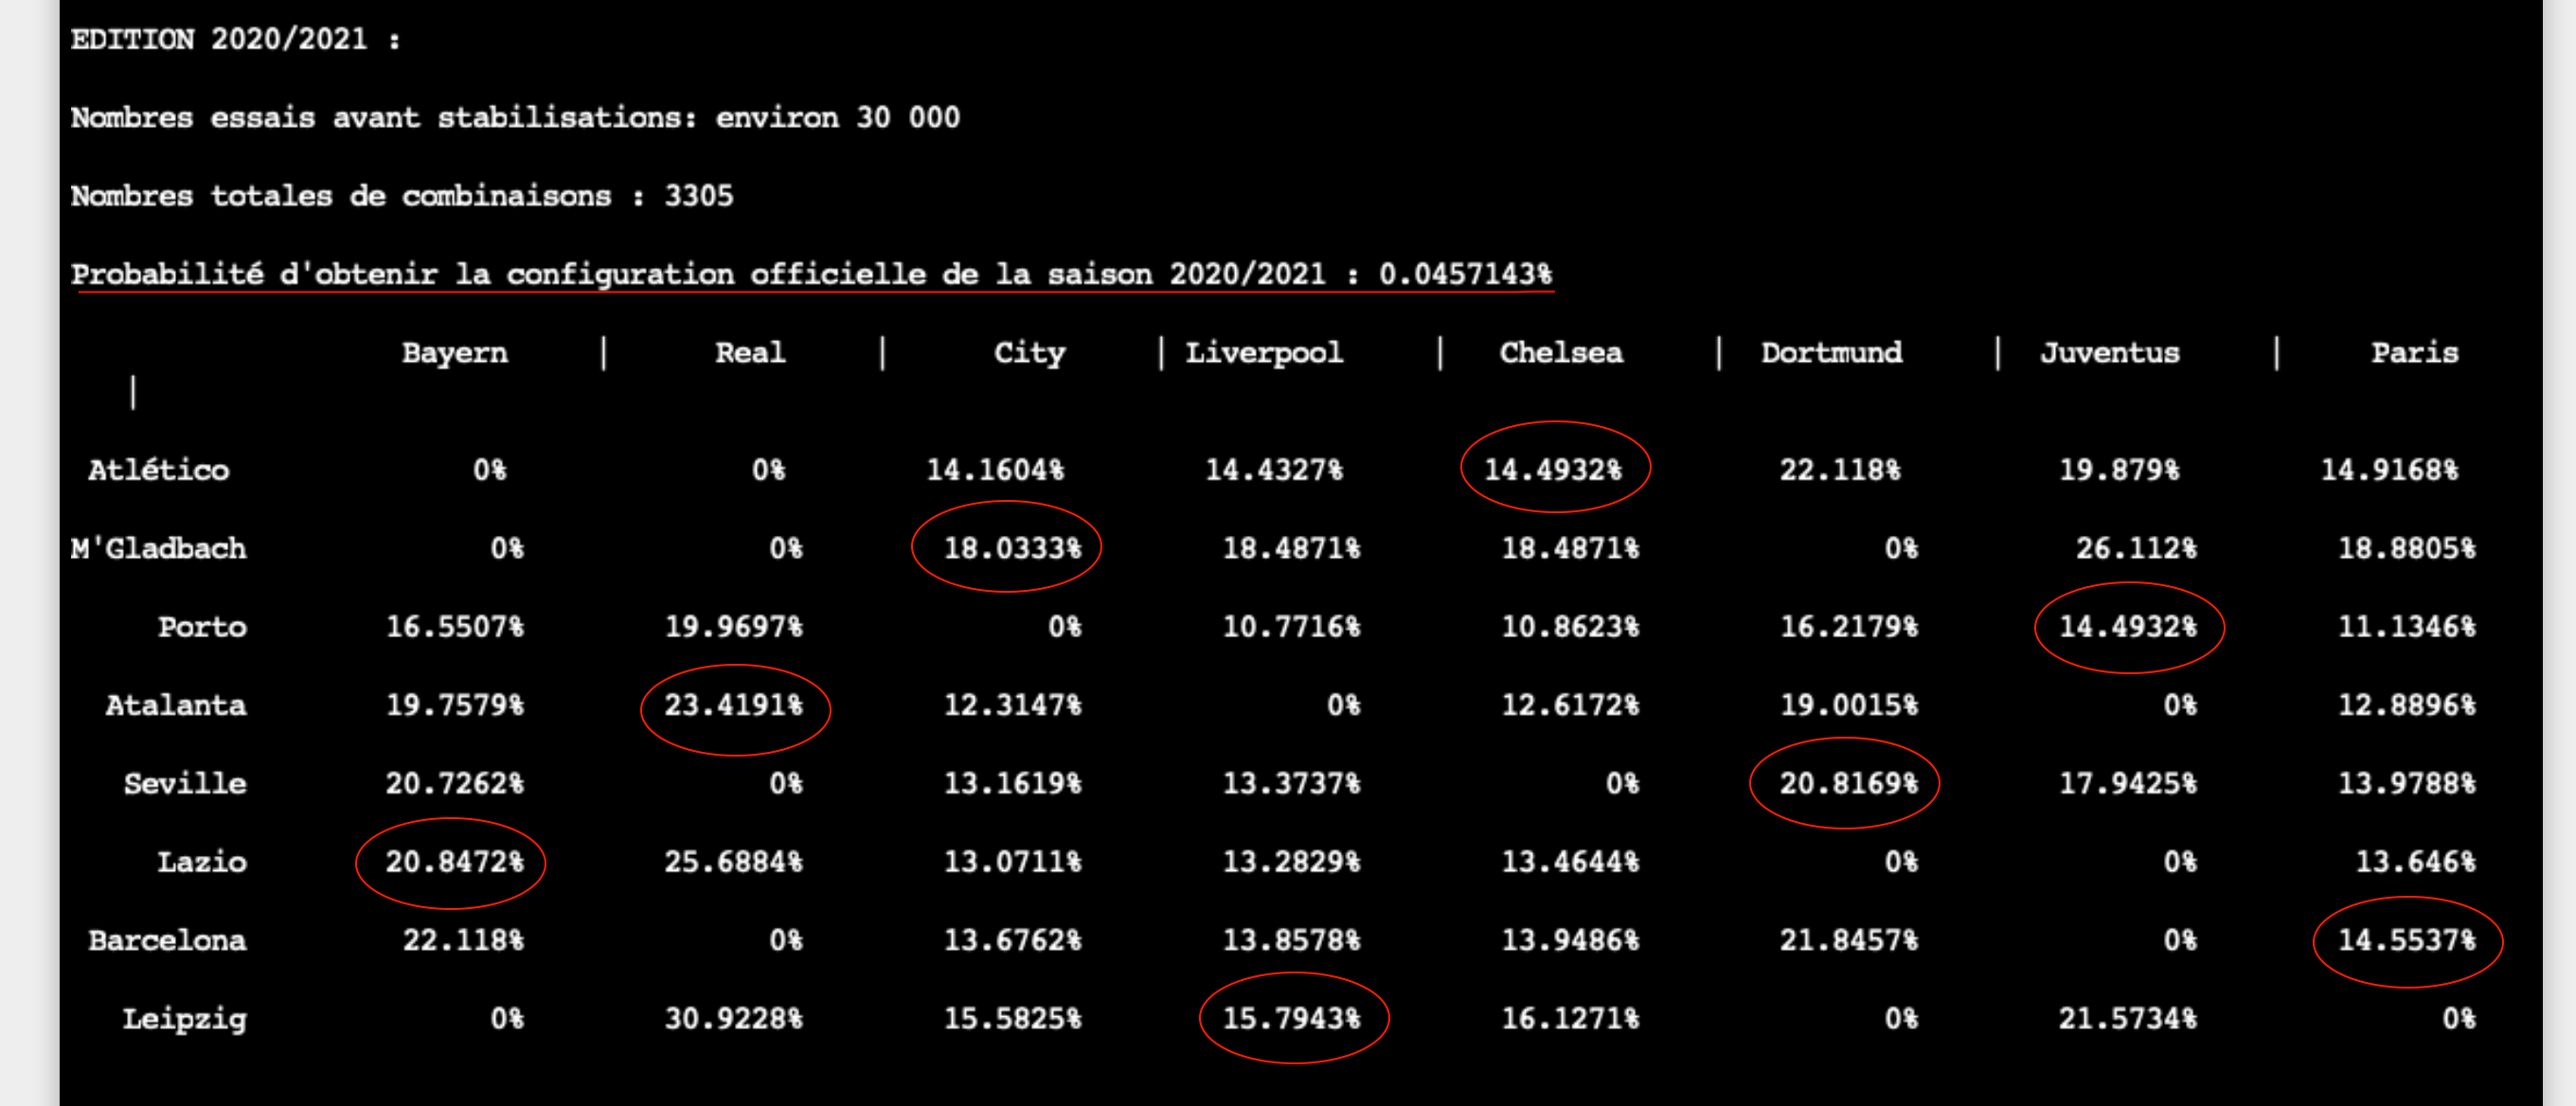 EDITION 2020/2021 :
Nombres essais avant stabilisations: environ 30 000
Nombres totales de combinaisons : 3305
Probabilité d'obtenir la configuration officielle de la saison 2020/2021 : 0.0457143%
Bayern | Real | City | Liverpool | Chelsea | Dortmund | Juventus | Paris
|
Atlético 0% 0% 14.1604% 14.4327% 14.4932% 22.118% 19.879% 14.9168%
M'Gladbach 0% 0% 18.0333% 18.4871% 18.4871% 0% 26.112% 18.8805%
Porto 16.5507% 19.9697% 0% 10.7716% 10.8623% 16.2179% 14.4932% 11.1346%
Atalanta 19.7579% 23.4191% 12.3147% 0% 12.6172% 19.0015% 0% 12.8896%
Seville 20.7262% 0% 13.1619% 13.3737% 0% 20.8169% 17.9425% 13.9788%
Lazio 20.8472% 25.6884% 13.0711% 13.2829% 13.4644% 0% 0% 13.646%
Barcelona 22.118% 0% 13.6762% 13.8578% 13.9486% 21.8457% 0% 14.5537%
Leipzig 0% 30.9228% 15.5825% 15.7943% 16.1271% 0% 21.5734% 0%